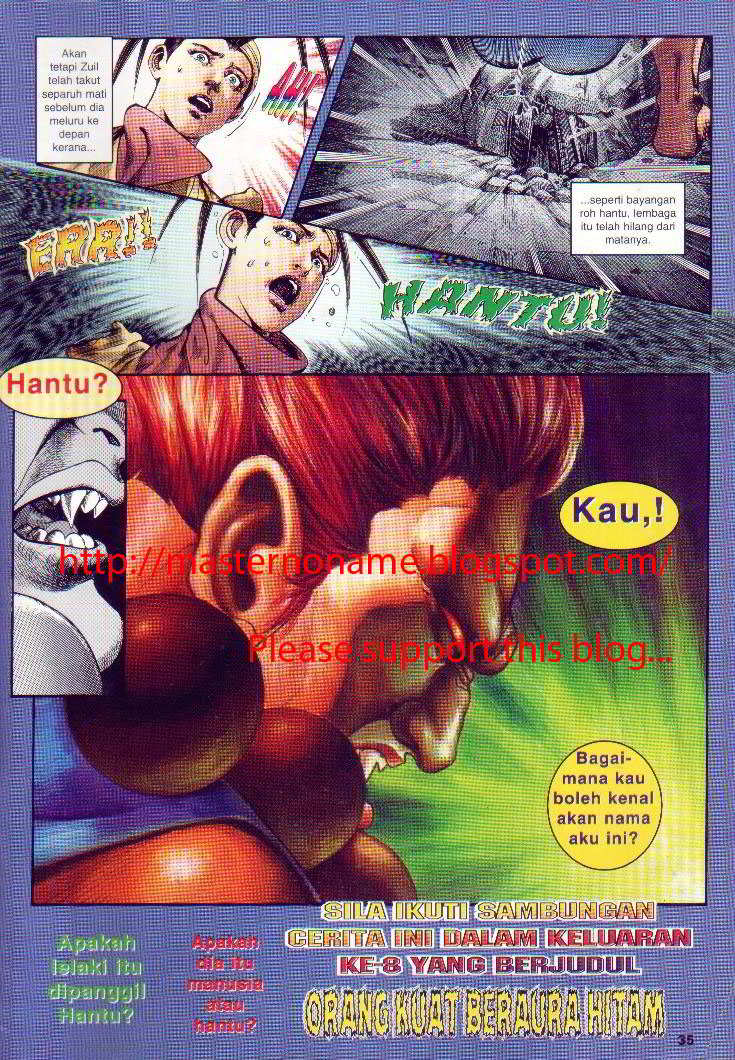 Akan
tetapi Zuil
telah takut
separuh mati
sebelum dia
meluru ke
depan
kerana...
AHH
...seperti bayangan
roh hantu, lembaga
itu telah hilang dari
matanya.
ERR!!
HANTU!
Hantu?
Kau,!
http://masternoname.blogspot.com/
Please support this blog...
Bagai-
mana kau
boleh kenal
akan nama
aku ini?
Apakah
lelaki itu
dipanggil
Hantu?
Apakah
dia itu
manusia
atau
hantu?
SILA IKUTI SAMBUNGAN
CERITA INI DALAM KELUARAN
KE-8 YANG BERJUDUL
ORANG KUAT BERAURA HITAM
35